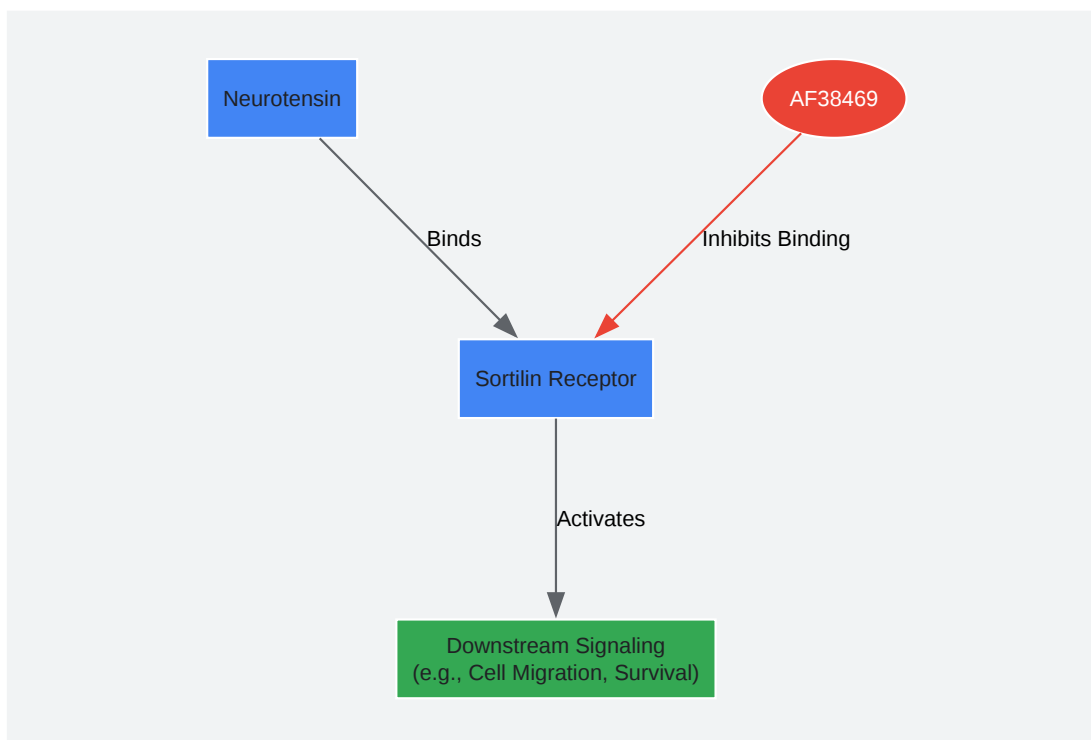 Neurotensin
AF38469
Binds
Inhibits Binding
Sortilin Receptor
Activates
Downstream Signaling
(e.g., Cell Migration, Survival)